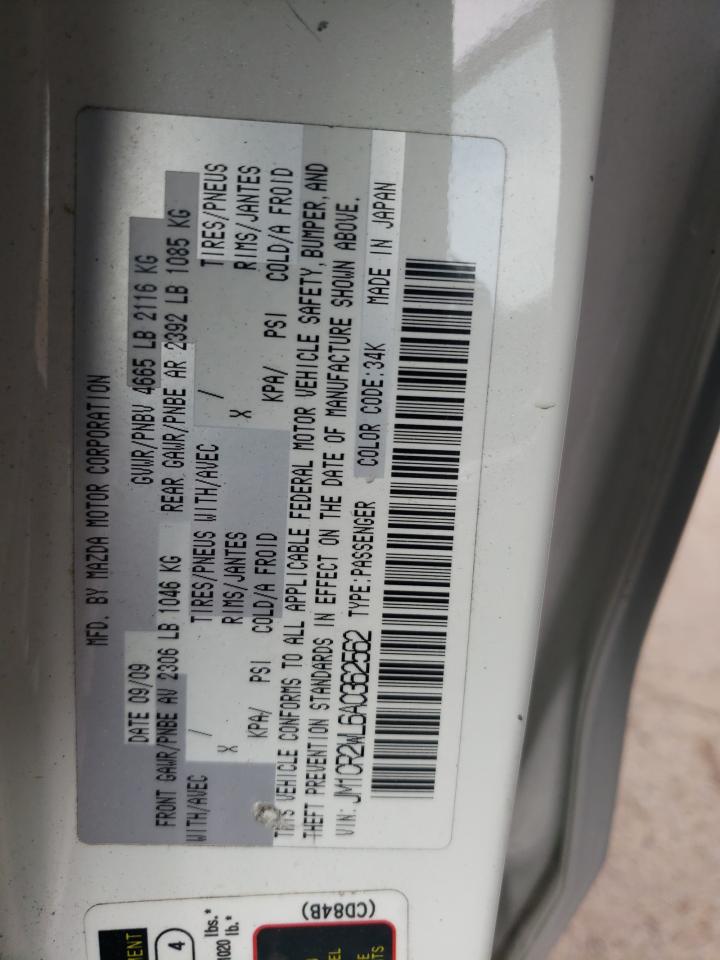 MFD. BY MAZDA MOTOR CORPORATION
DATE 09/09 GVWR/PNBV 4665 LB 2116 KG
FRONT GAWR/PNBE AV 2306 LB 1046 KG REAR GAWR/PNBE AR 2392 LB 1085 KG
WITH/AVEC / TIRES/PNEUS WITH/AVEC / TIRES/PNEUS
X RIMS/JANTES X RIMS/JANTES
KPA/ PSI COLD/A FROID KPA/ PSI COLD/A FROID
THIS VEHICLE CONFORMS TO ALL APPLICABLE FEDERAL MOTOR VEHICLE SAFETY, BUMPER, AND
THEFT PREVENTION STANDARDS IN EFFECT ON THE DATE OF MANUFACTURE SHOWN ABOVE.
VIN: JM1CR2WL6A0362562 TYPE:PASSENGER COLOR CODE:34K MADE IN JAPAN
(CD84B)
4
lbs.*
1020 lb.*